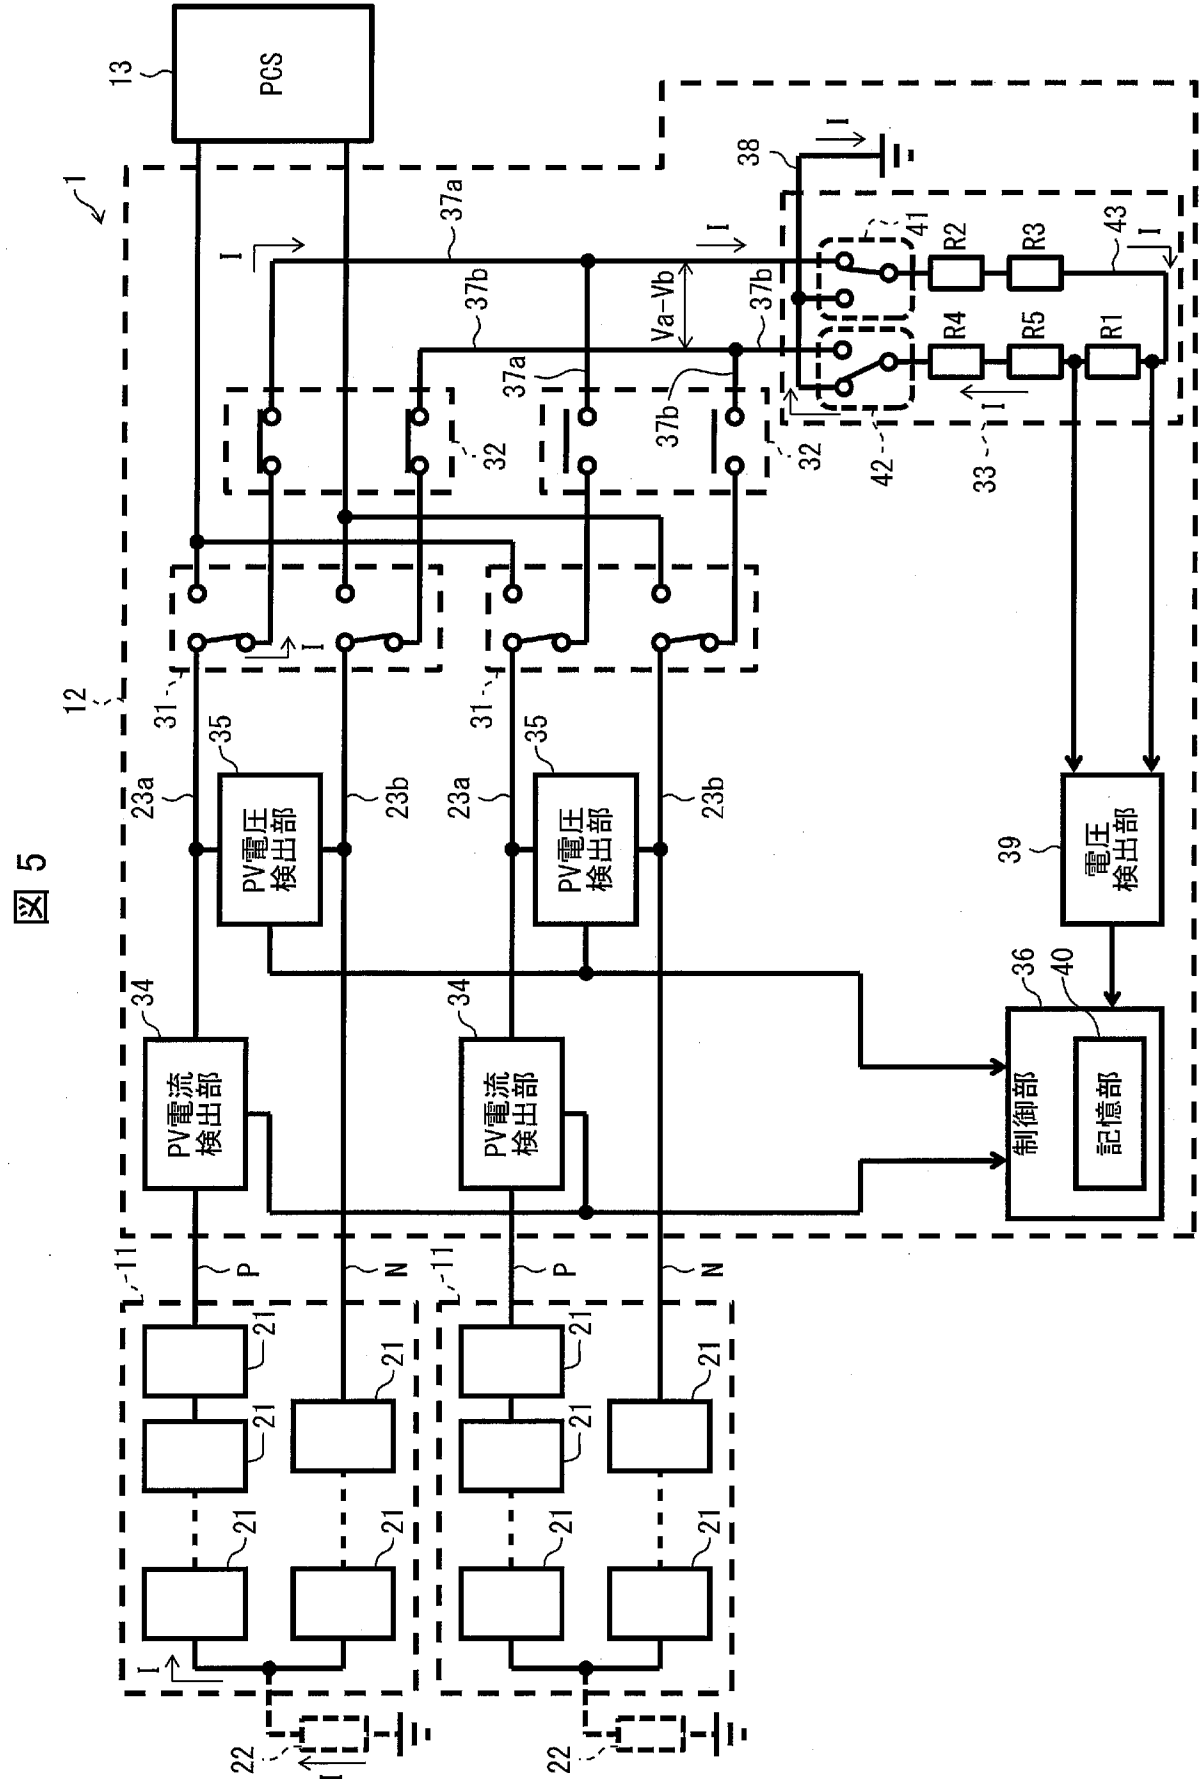 図 5
1
12
13
PCS
11
21
21
21
21
21
P
N
22
I
I
34
PV電流
検出部
23a
35
PV電圧
検出部
23b
31
I
32
I
37a
37b
11
21
21
21
21
21
P
N
22
34
PV電流
検出部
23a
35
PV電圧
検出部
23b
31
32
37a
37b
Va−Vb
I
37b
38
I
41
42
33
R2
R3
43
I
R4
R5
R1
I
39
電圧
検出部
36
制御部
40
記憶部